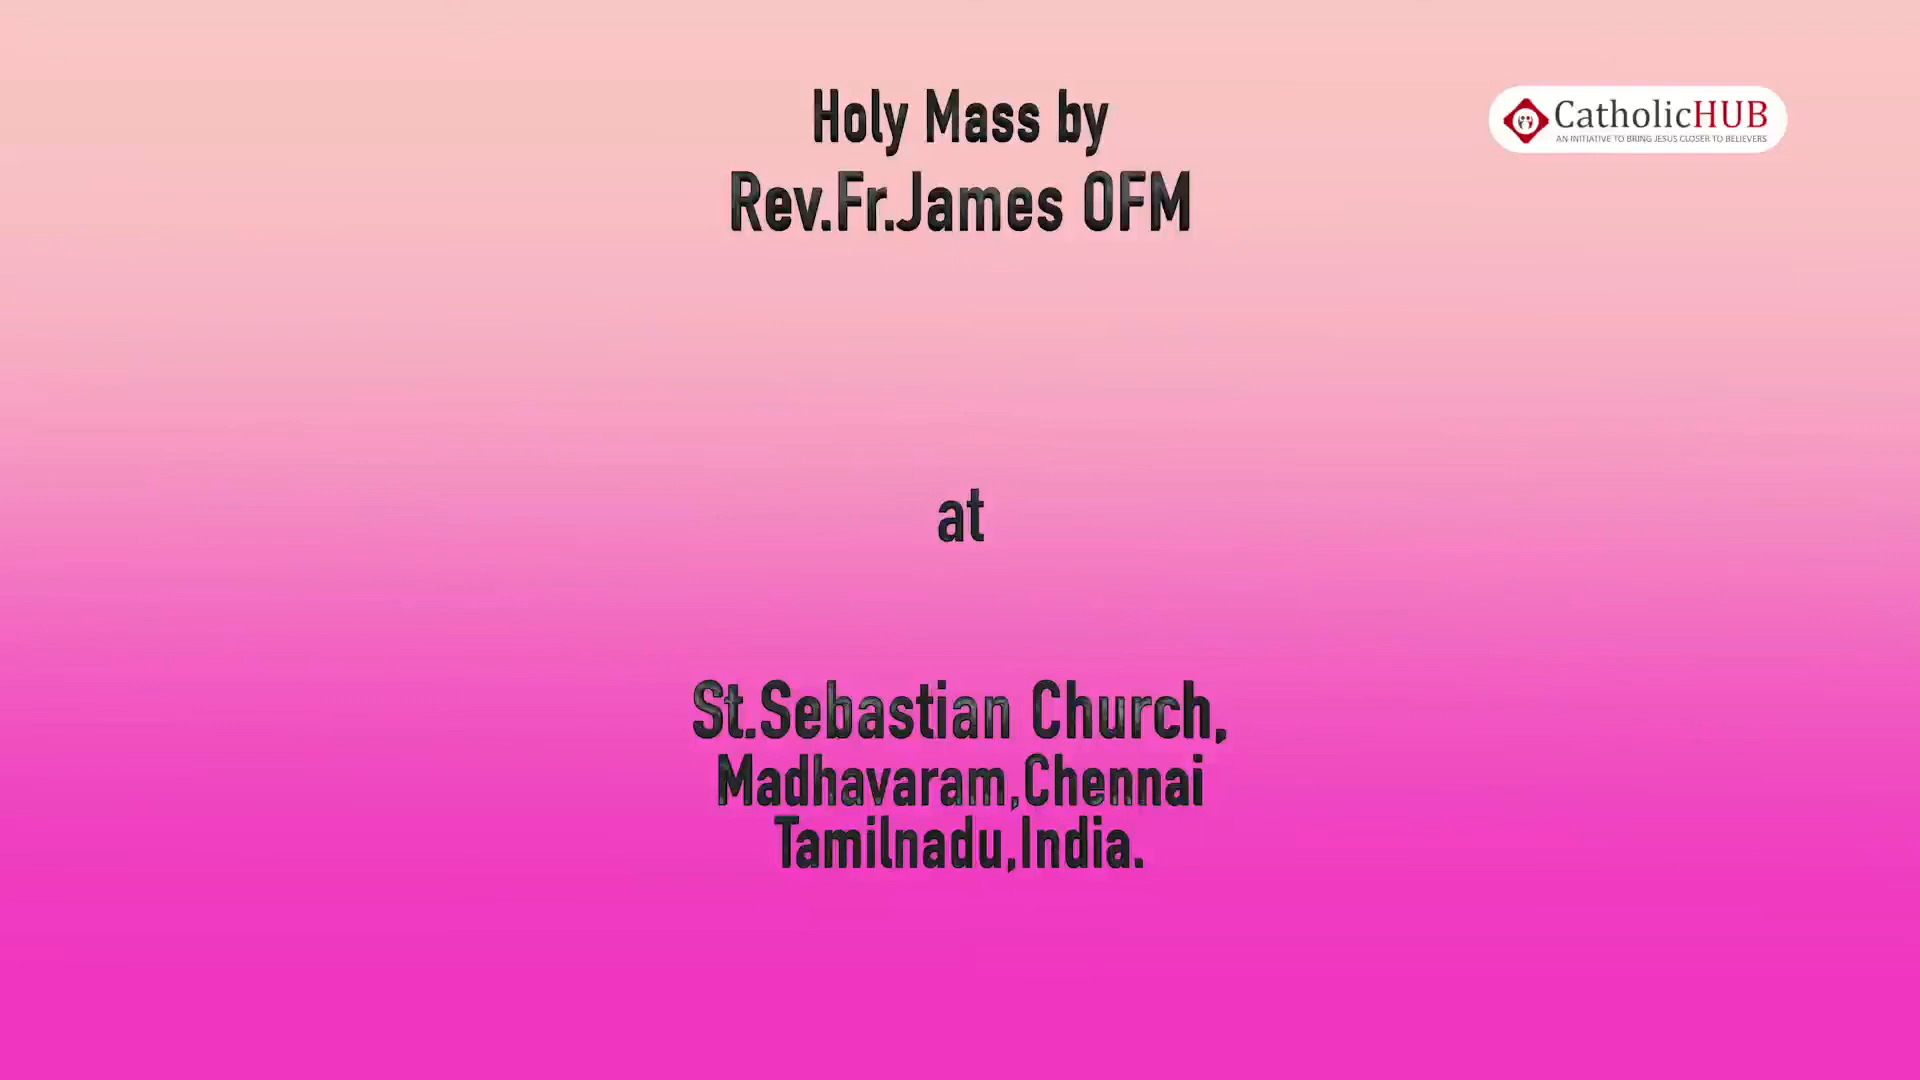 Holy Mass by
CatholicHUB
AN INITIATIVE TO BRING JESUS CLOSER TO BELIEVERS
Rev.Fr.James OFM
at
St.Sebastian Church,
Madhavaram,Chennai
Tamilnadu,India.